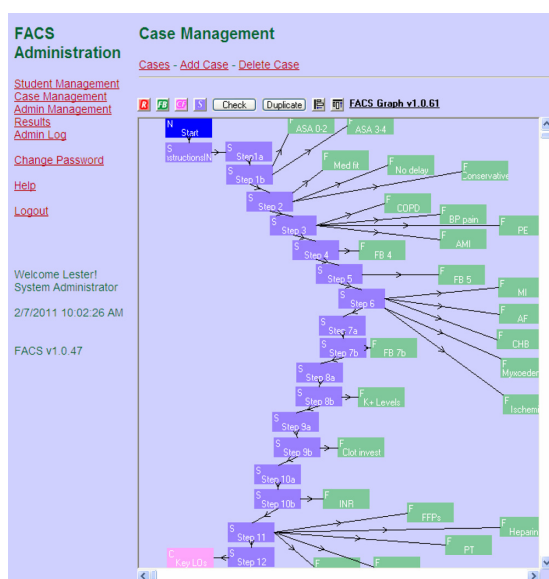 FACS
Administration
Student Management
Case Management
Admin Management
Results
Admin Log
Change Password
Help
Logout
Welcome Lester!
System Administrator
2/7/2011 10:02:26 AM
FACS v1.0.47
Case Management
Cases - Add Case - Delete Case
R FB S Check Duplicate FACS Graph v1.0.61
N
Start
F
ASA 0-2
F
ASA 3-4
S
nstructionsIN
S
Step1a
S
Step 1b
F
Med fit
F
No delay
F
Conservative
S
Step 2
F
COPD
F
BP pain
F
PE
S
Step 3
F
AMI
S
Step 4
F
FB 4
S
Step 5
F
FB 5
S
Step 6
F
MI
F
AF
S
Step 7a
F
CHB
S
Step 7b
F
FB 7b
F
Myxoeder
S
Step 8a
S
Step 8b
F
K+ Levels
F
Ischem
S
Step 9a
S
Step 9b
F
Clot invest
S
Step 10a
S
Step 10b
F
INR
F
FFPs
S
Step 11
F
Heparin
F
PT
C
Key LOs
S
Step 12
F
F